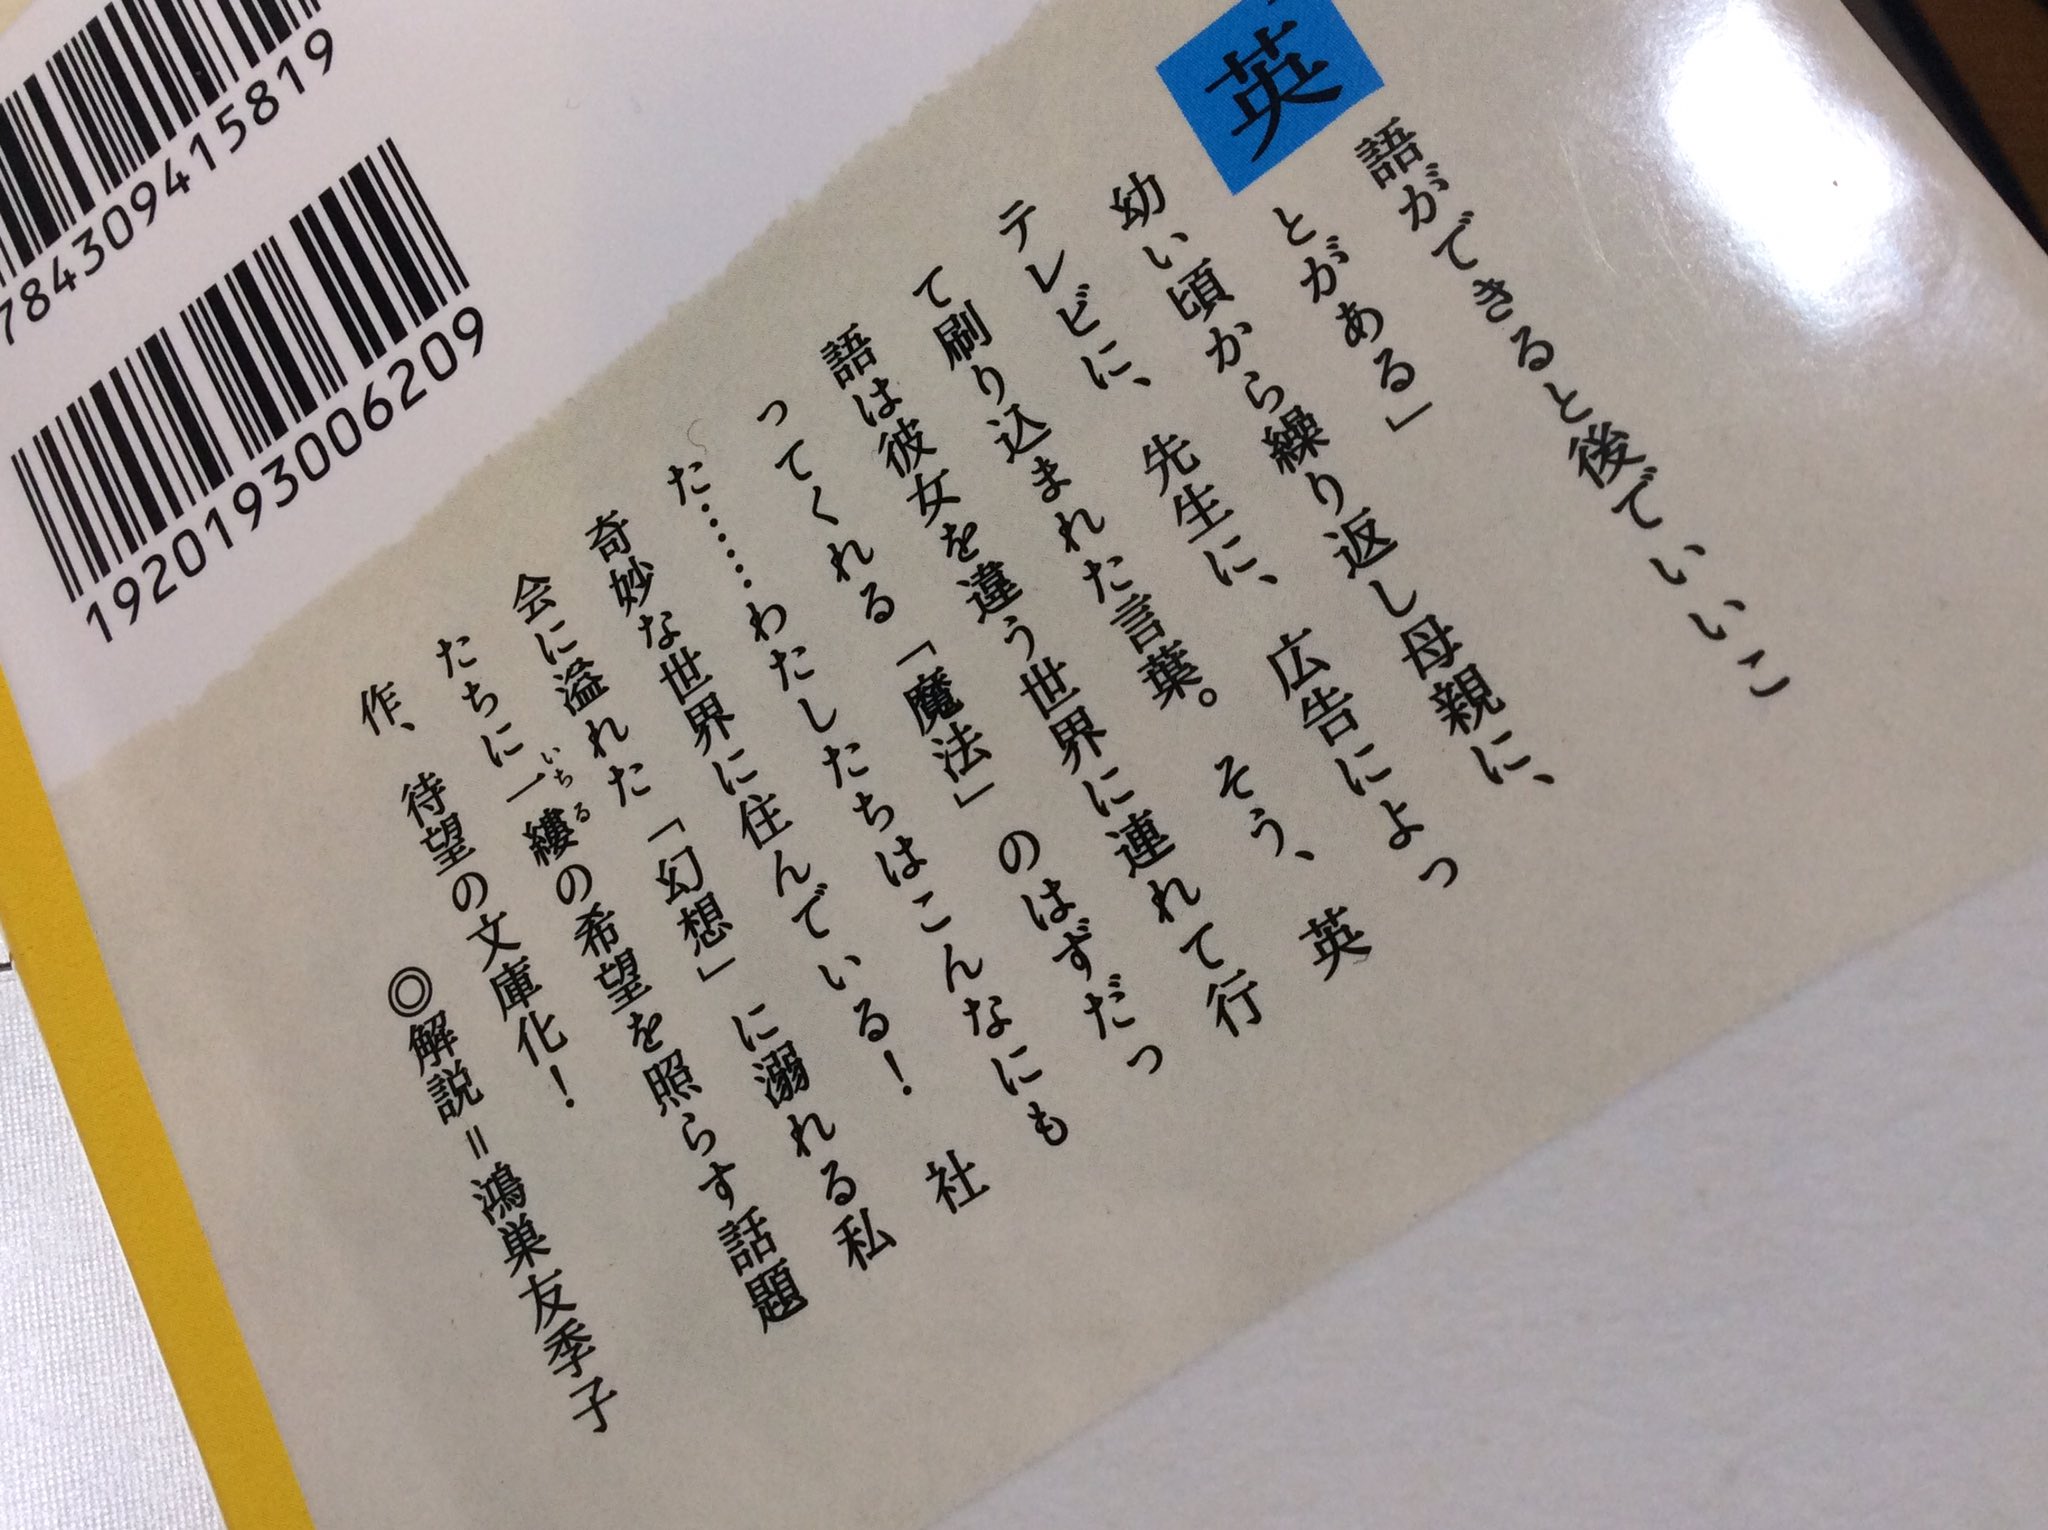 英
語ができると後でいいこ
とがある」
幼い頃から繰り返し母親に、
テレビに、先生に、広告によっ
て刷り込まれた言葉。そう、英
語は彼女を違う世界に連れて行
ってくれる「魔法」のはずだっ
た……わたしたちはこんなにも
奇妙な世界に住んでいる！ 社
会に溢れた「幻想」に溺れる私
たちに一縷の希望を照らす話題
いちる
作、待望の文庫化！
◎解説＝鴻巣友季子
784309415819
1920193006209